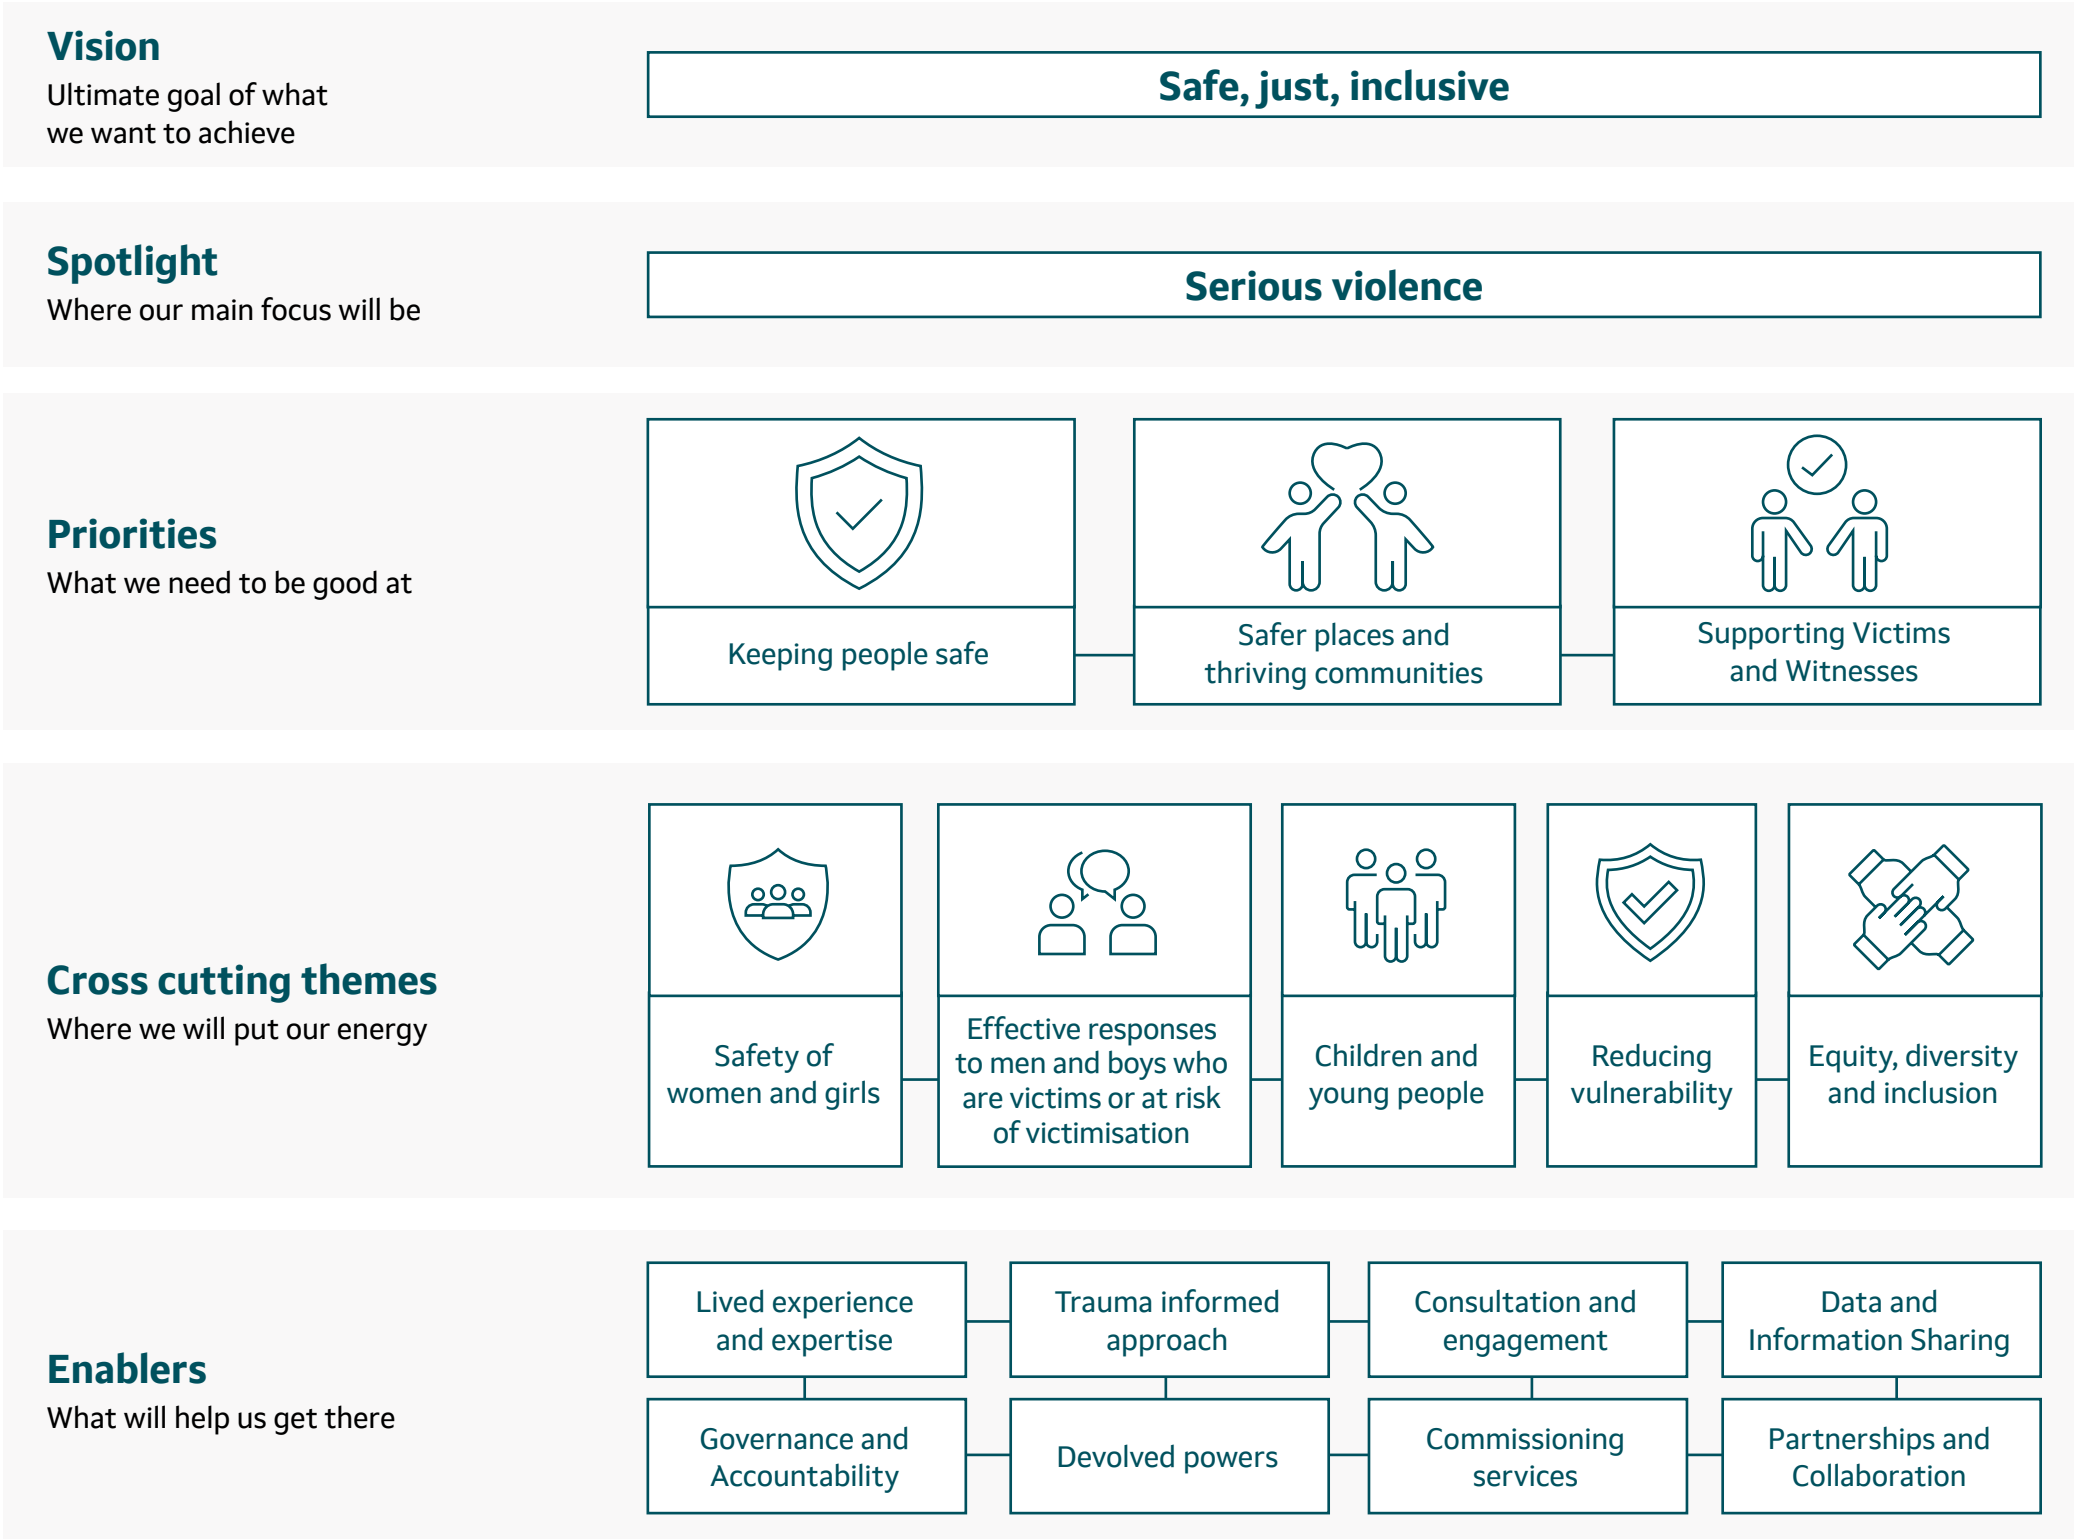 Vision
Ultimate goal of what
we want to achieve
Safe, just, inclusive
Spotlight
Where our main focus will be
Serious violence
Priorities
What we need to be good at
Keeping people safe
Safer places and
thriving communities
Supporting Victims
and Witnesses
Cross cutting themes
Where we will put our energy
Safety of
women and girls
Effective responses
to men and boys who
are victims or at risk
of victimisation
Children and
young people
Reducing
vulnerability
Equity, diversity
and inclusion
Enablers
What will help us get there
Lived experience
and expertise
Trauma informed
approach
Consultation and
engagement
Data and
Information Sharing
Governance and
Accountability
Devolved powers
Commissioning
services
Partnerships and
Collaboration